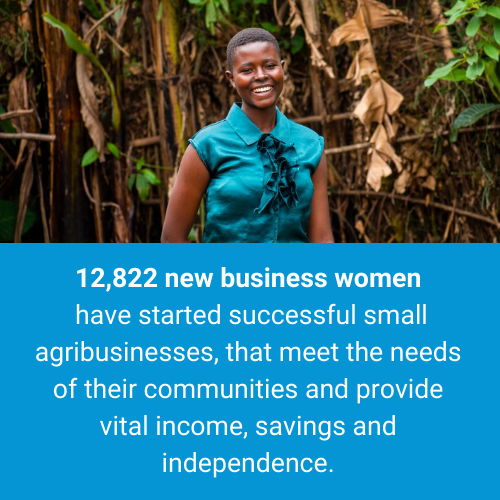 12,822 new business women
have started successful small
agribusinesses, that meet the needs
of their communities and provide
vital income, savings and
independence.